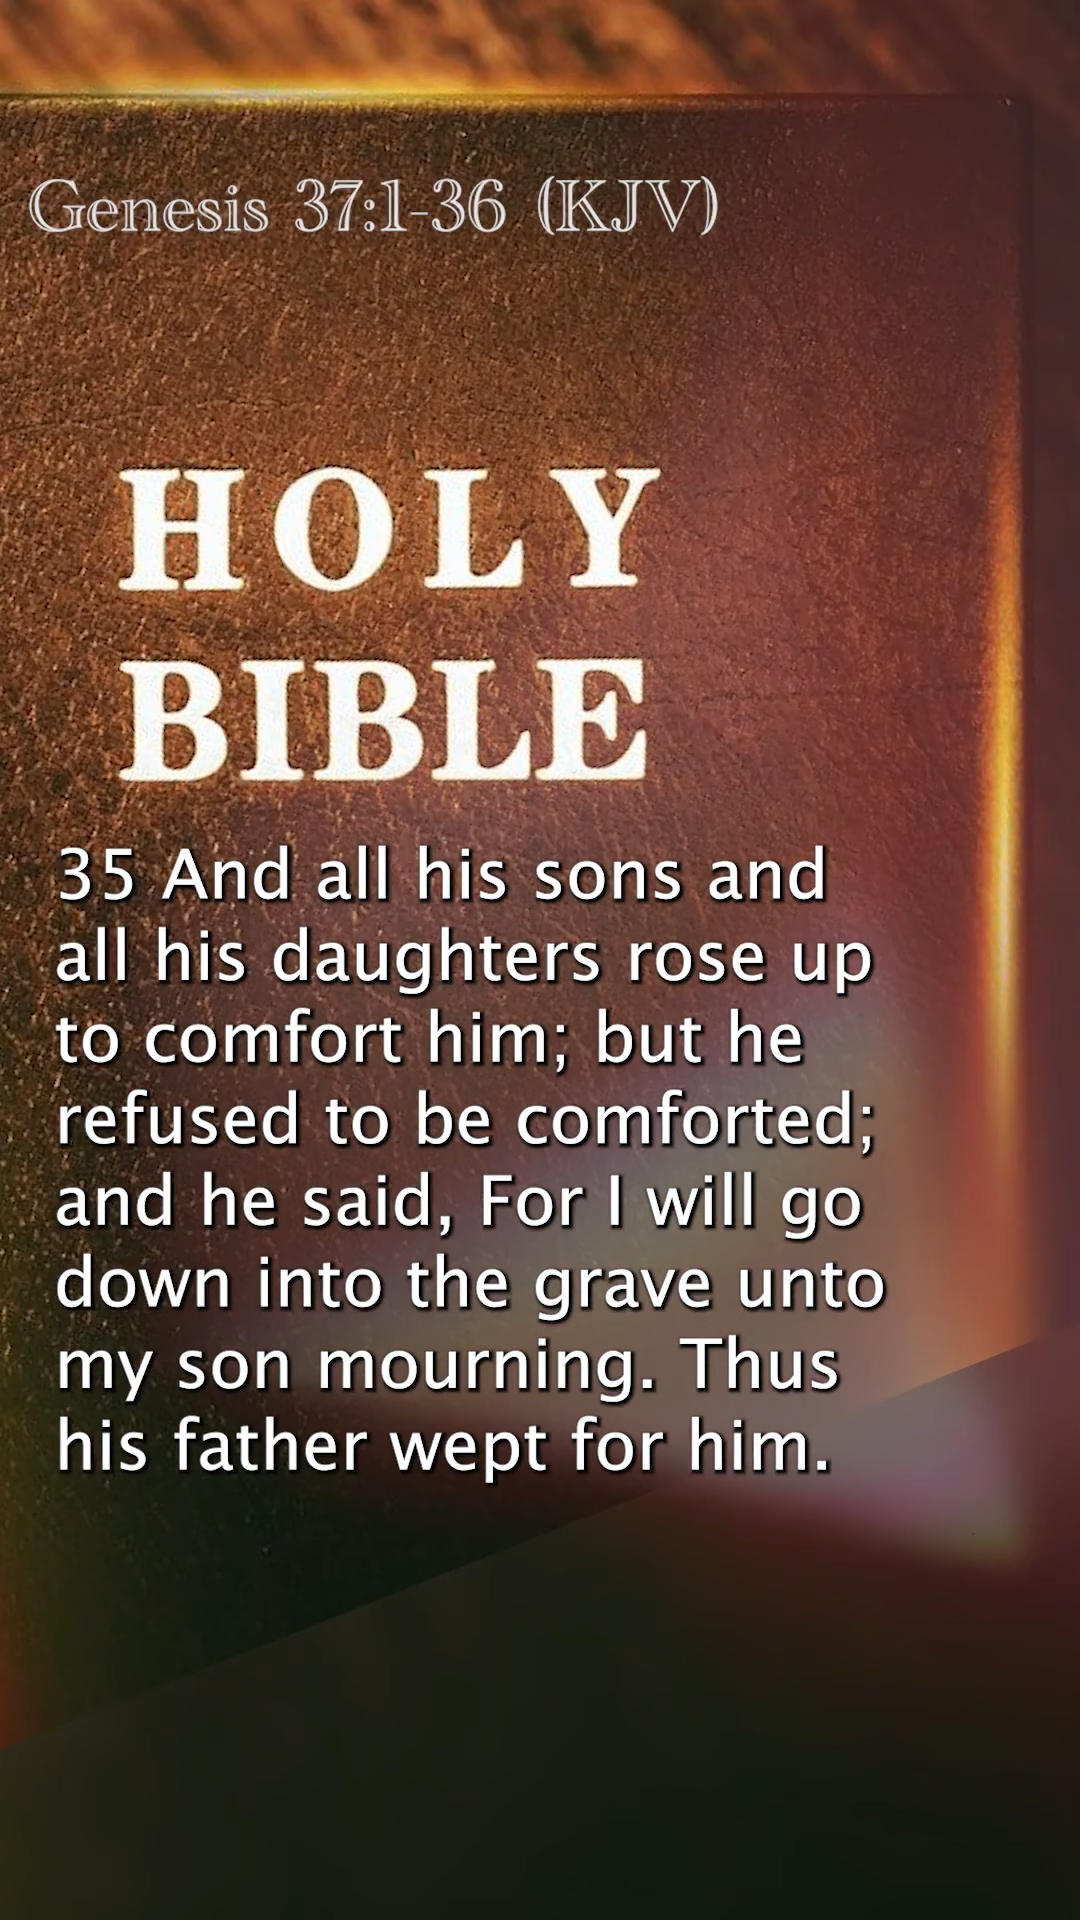 Genesis 37:1-36 (KJV)
HOLY
BIBLE
35 And all his sons and
all his daughters rose up
to comfort him; but he
refused to be comforted;
and he said, For I will go
down into the grave unto
my son mourning. Thus
his father wept for him.